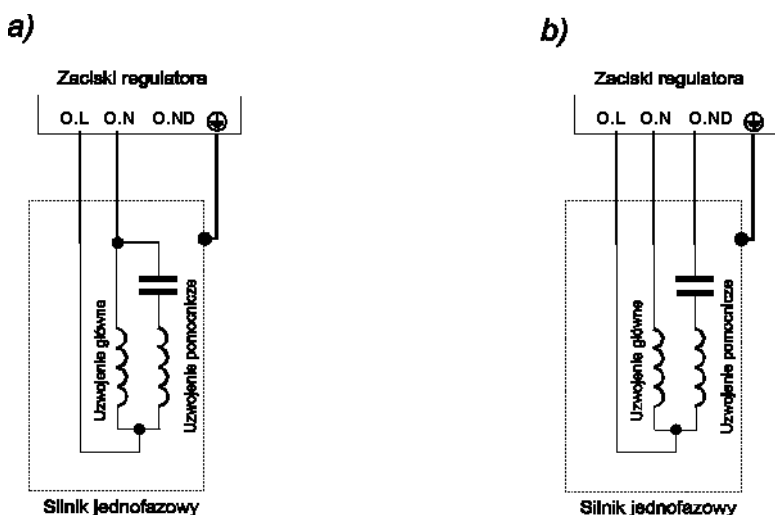 a)
Zaciski regulatora
O.L O.N O.ND
Uzwojenie główne
Uzwojenie pomocnicze
Silnik jednofazowy
b)
Zaciski regulatora
O.L O.N O.ND
Uzwojenie główne
Uzwojenie pomocnicze
Silnik jednofazowy